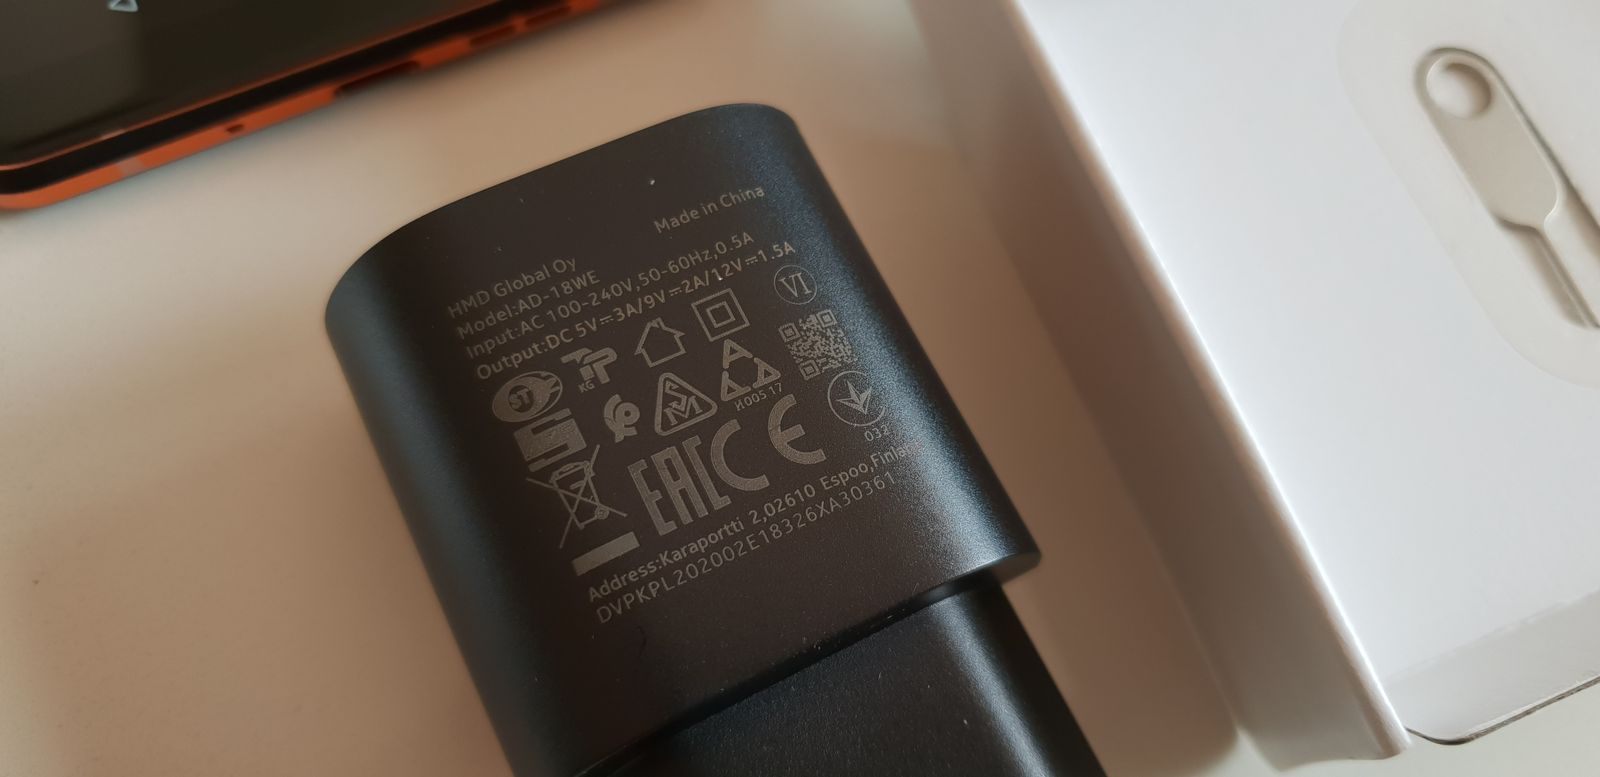 Made in China
HMD Global Oy
Model:AD-18WE
Input:AC 100-240V,50-60Hz,0.5A
Output:DC 5V⎓3A/9V⎓2A/12V⎓1.5A
VI
ST
KG
S
M
И005 17
EAC CE
032
Address:Karaportti 2,02610 Espoo,Finland
DVPKPL202002E18326XA30361